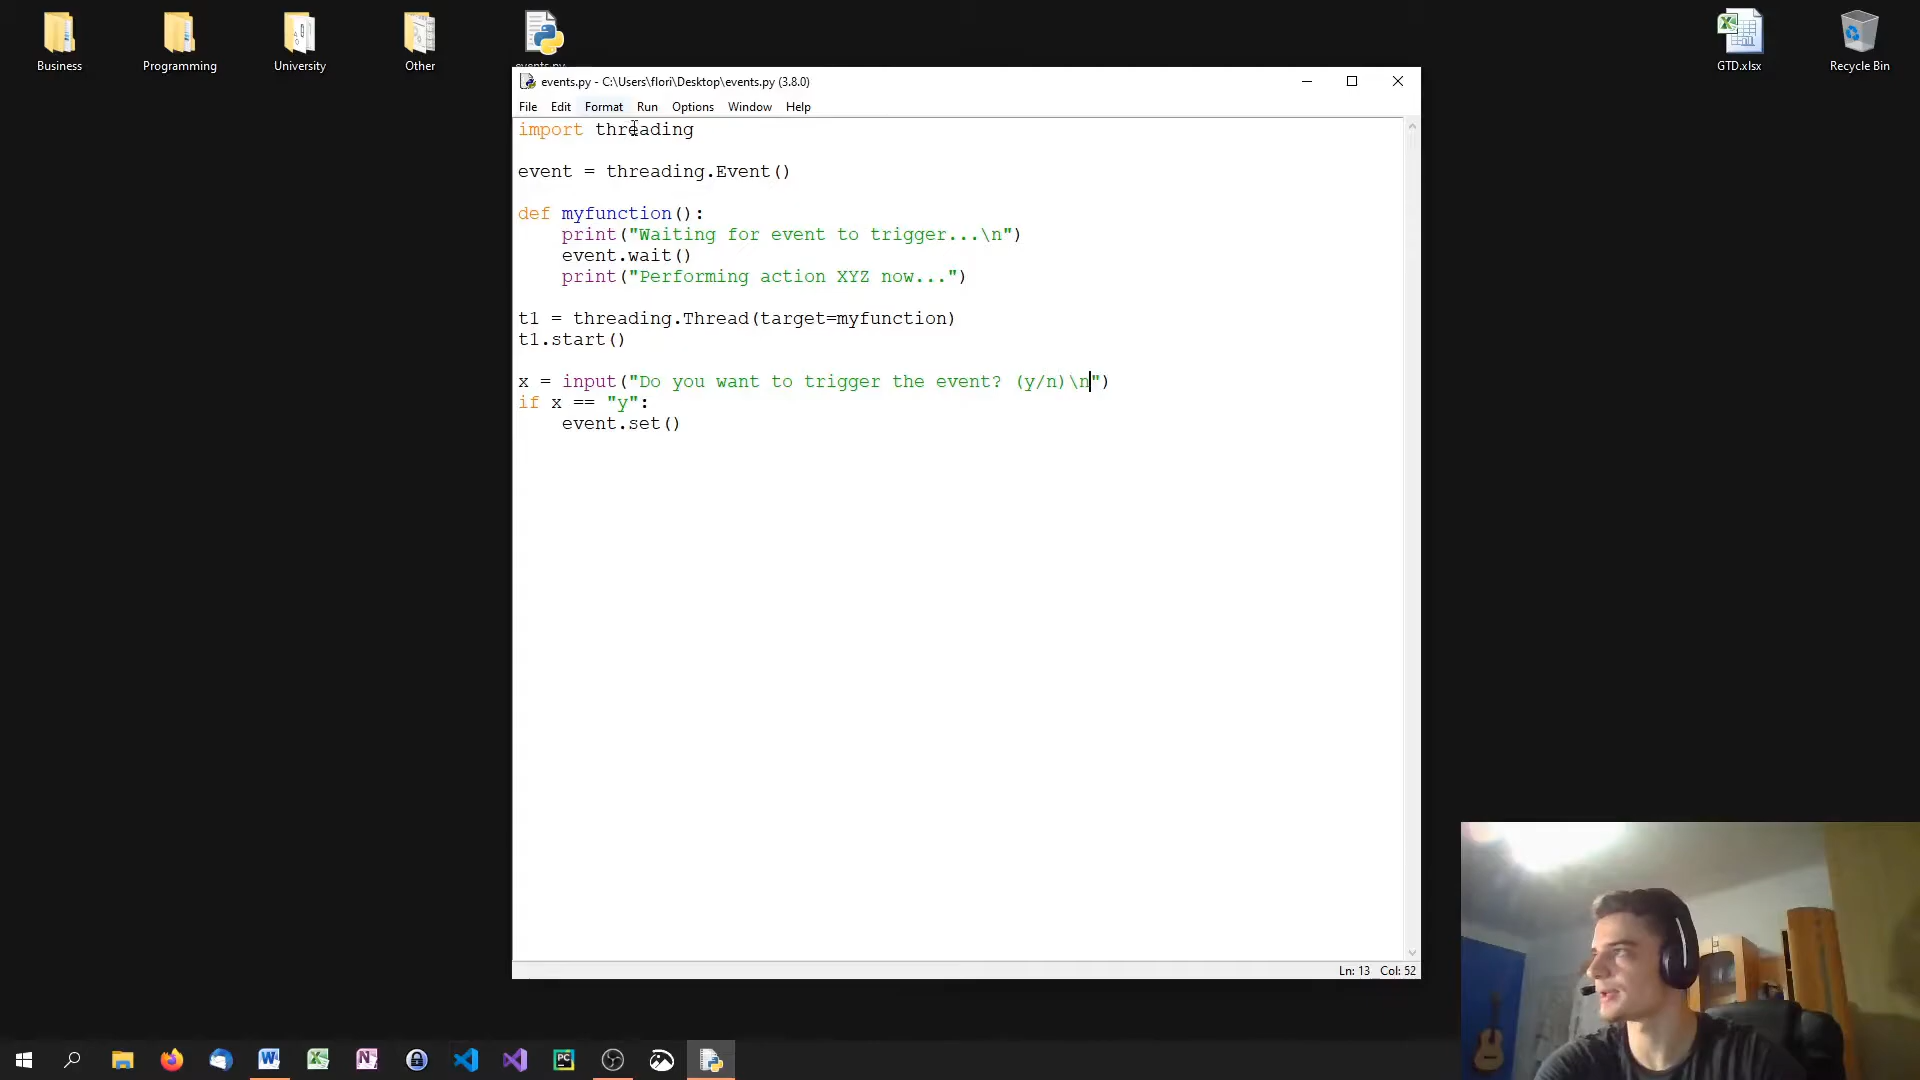 Business
Programming
University
Other
GTD.xlsx
Recycle Bin
events.py - C:\Users\flori\Desktop\events.py (3.8.0)
File Edit Format Run Options Window Help
import threading
event = threading.Event()
def myfunction():
    print("Waiting for event to trigger...\n")
    event.wait()
    print("Performing action XYZ now...")
t1 = threading.Thread(target=myfunction)
t1.start()
x = input("Do you want to trigger the event? (y/n)\n")
if x == "y":
    event.set()
Ln: 13 Col: 52